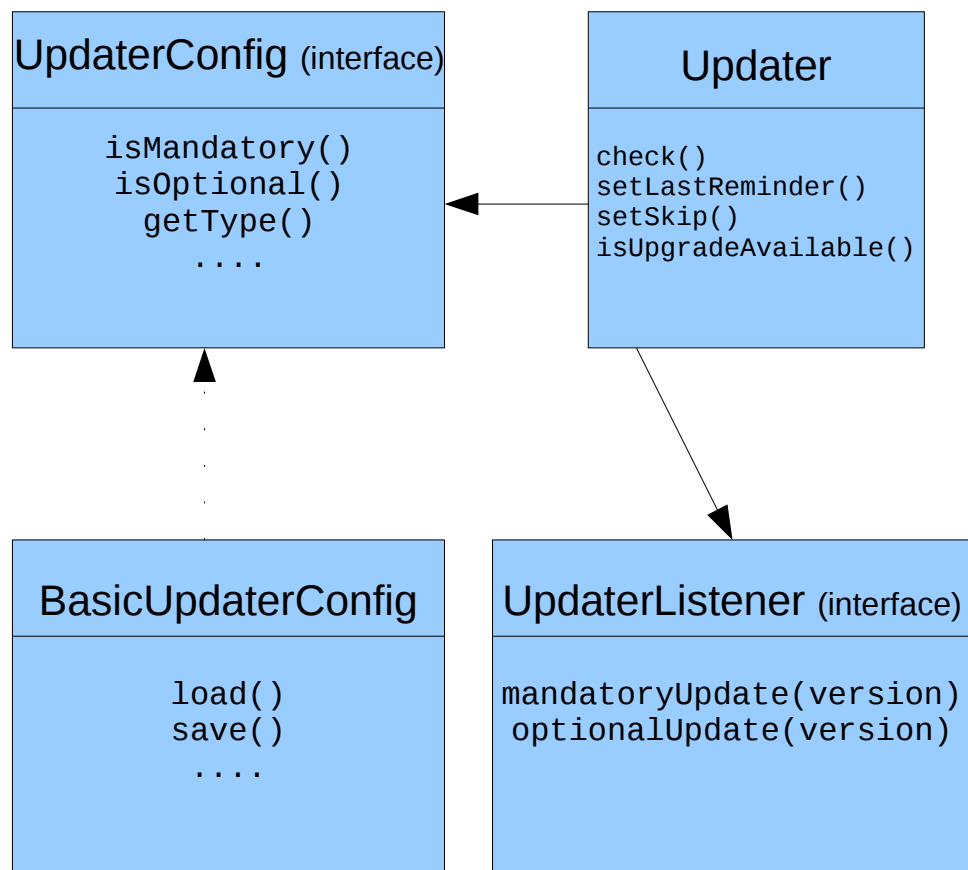 UpdaterConfig (interface)
isMandatory()
isOptional()
getType()
....
Updater
check()
setLastReminder()
setSkip()
isUpgradeAvailable()
BasicUpdaterConfig
load()
save()
....
UpdaterListener (interface)
mandatoryUpdate(version)
optionalUpdate(version)